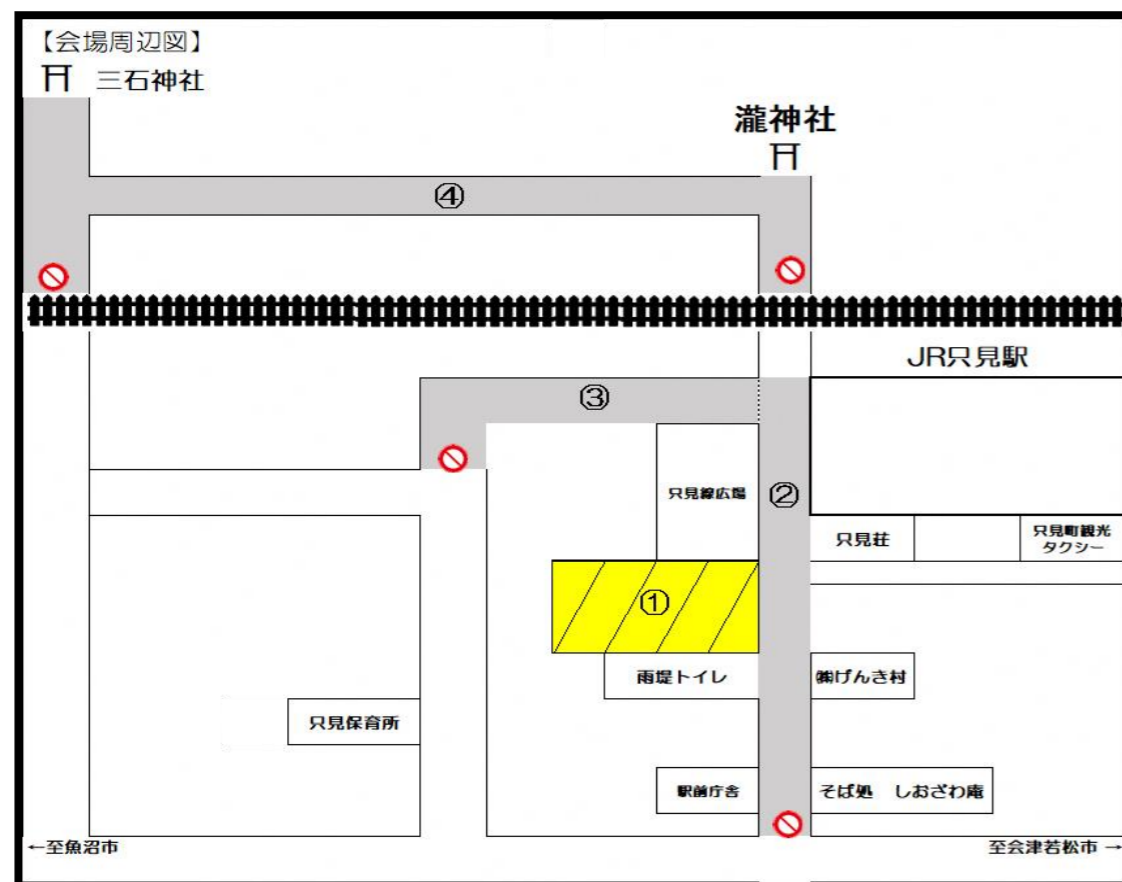 【会場周辺図】
三石神社
瀧神社
④
JR只見駅
③
只見線広場
②
只見荘
只見町観光
タクシー
①
雨堤トイレ
㈱げんき村
只見保育所
駅前庁舎
そば処 しおざわ庵
←至魚沼市
至会津若松市→